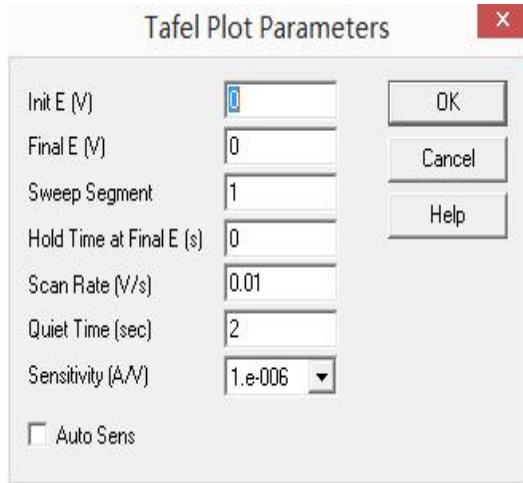 Tafel Plot Parameters
x
Init E (V) 0 OK
Final E (V) 0 Cancel
Sweep Segment 1 Help
Hold Time at Final E (s) 0
Scan Rate (V/s) 0.01
Quiet Time (sec) 2
Sensitivity (A/V) 1.e-006
Auto Sens